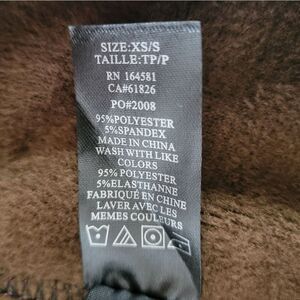 SIZE:XS/S
TAILLE:TP/P
RN 164581
CA#61826
PO#2008
95%POLYESTER
5%SPANDEX
MADE IN CHINA
WASH WITH LIKE
COLORS
95% POLYESTER
5%ELASTHANNE
FABRIQUÉ EN CHINE
LAVER AVEC LES
MEMES COULEURS